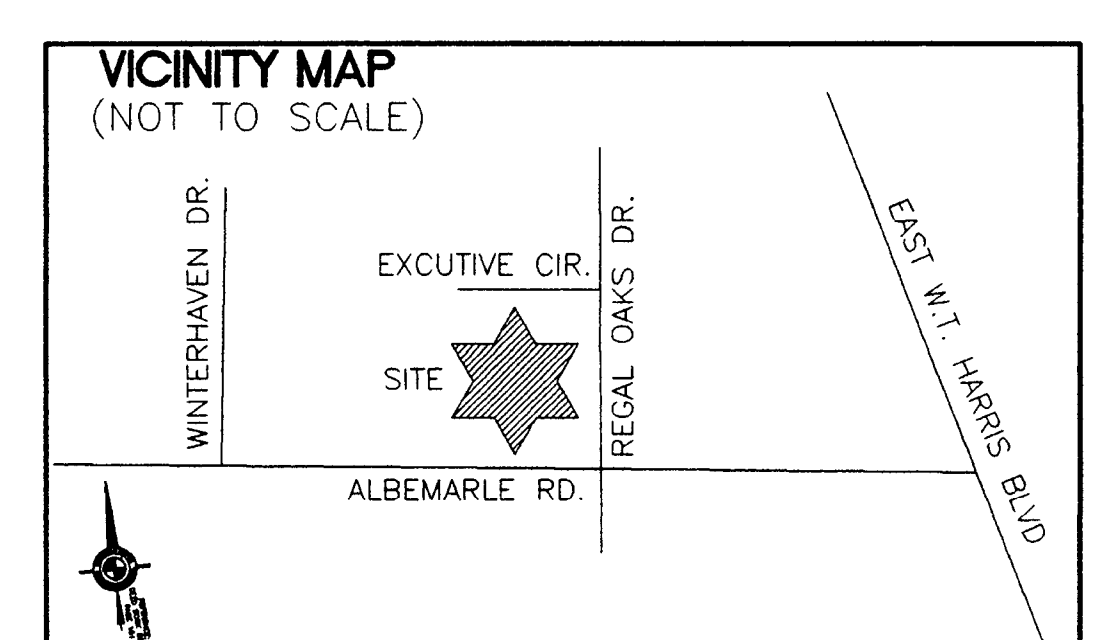 VICINITY MAP
(NOT TO SCALE)
WINTERHAVEN DR.
EXCUTIVE CIR.
REGAL OAKS DR.
EAST W.T. HARRIS BLVD
SITE
ALBEMARLE RD.